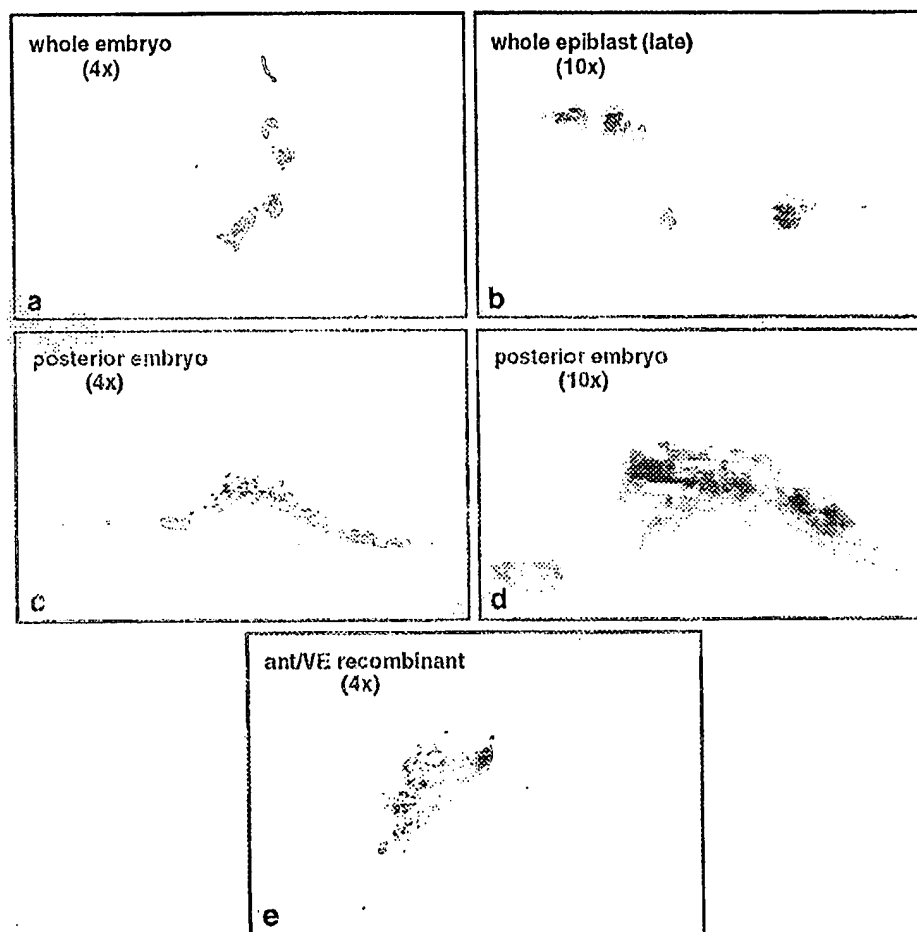 whole embryo
(4x)
a
whole epiblast (late)
(10x)
b
posterior embryo
(4x)
c
posterior embryo
(10x)
d
ant/VE recombinant
(4x)
e